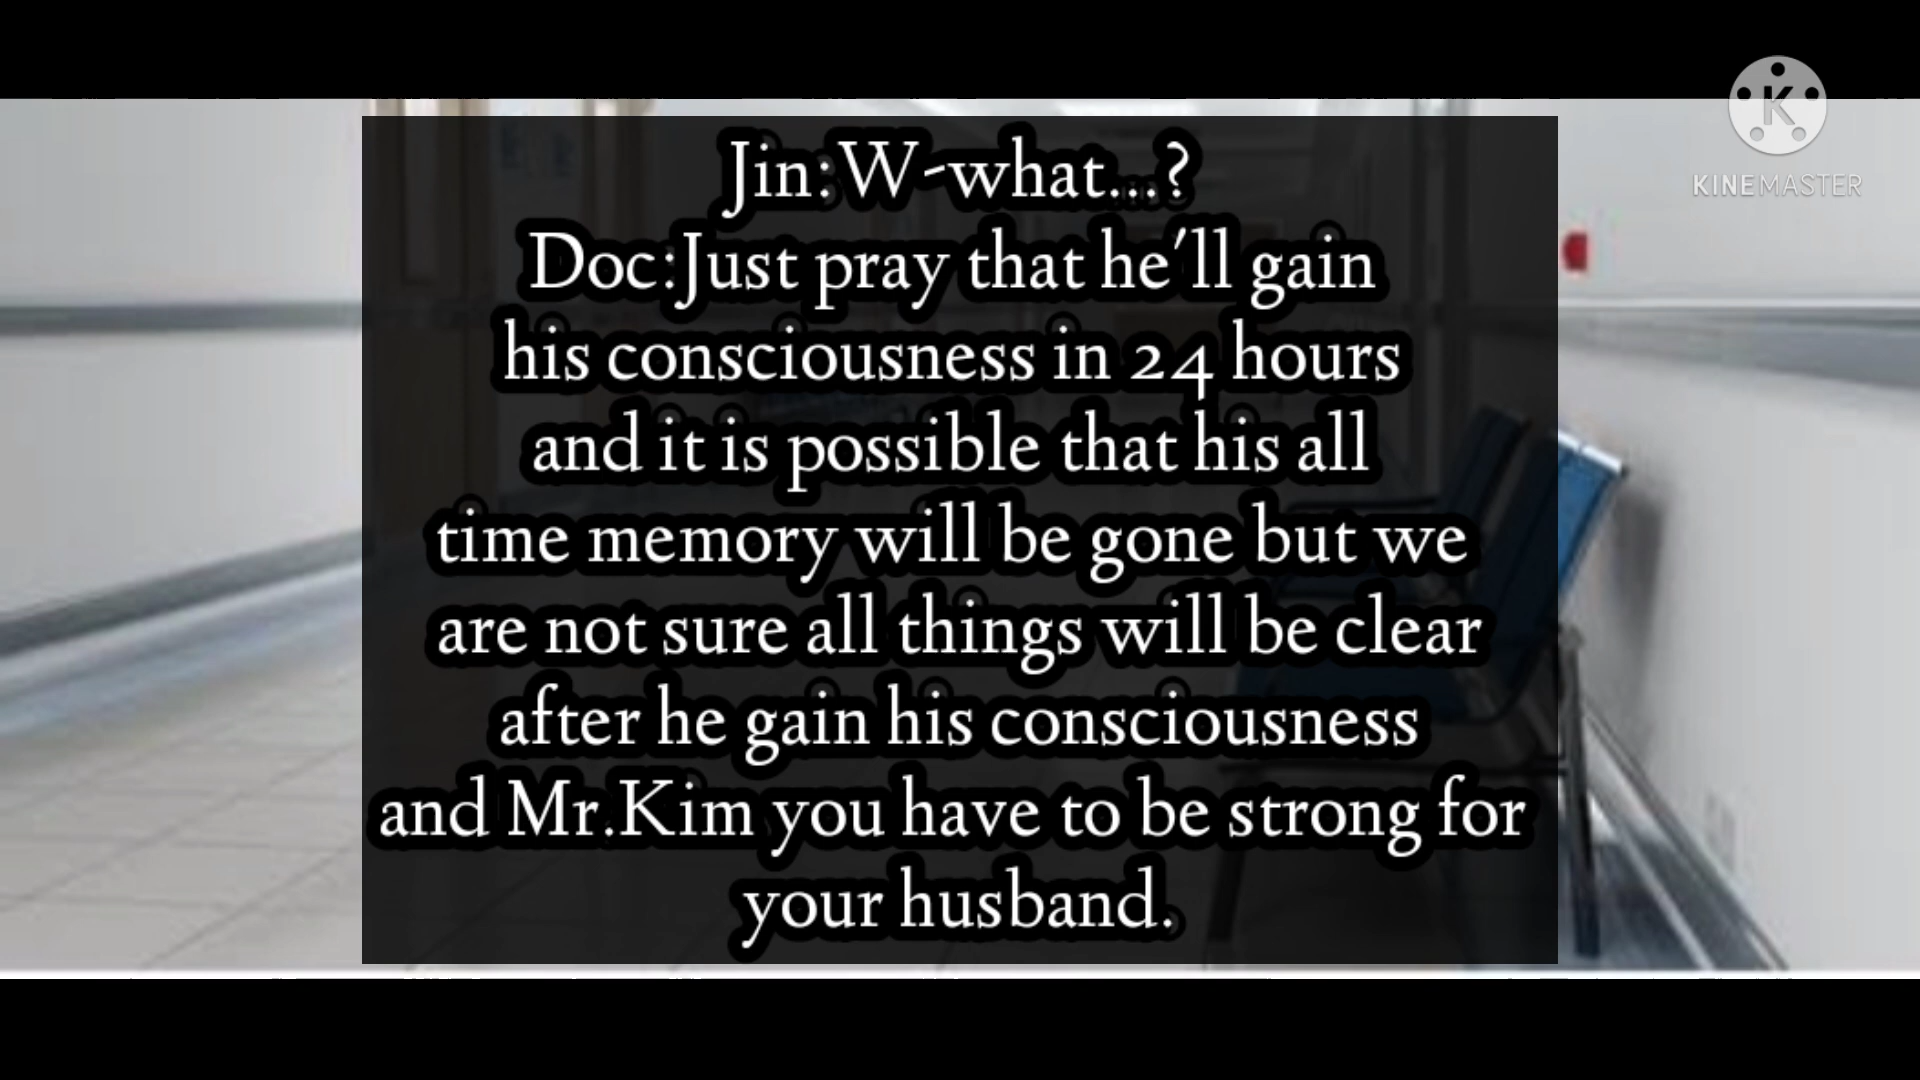 Jin:W-what...?
Doc:Just pray that he'll gain
his consciousness in 24 hours
and it is possible that his all
time memory will be gone but we
are not sure all things will be clear
after he gain his consciousness
and Mr.Kim you have to be strong for
your husband.
K
KINEMASTER